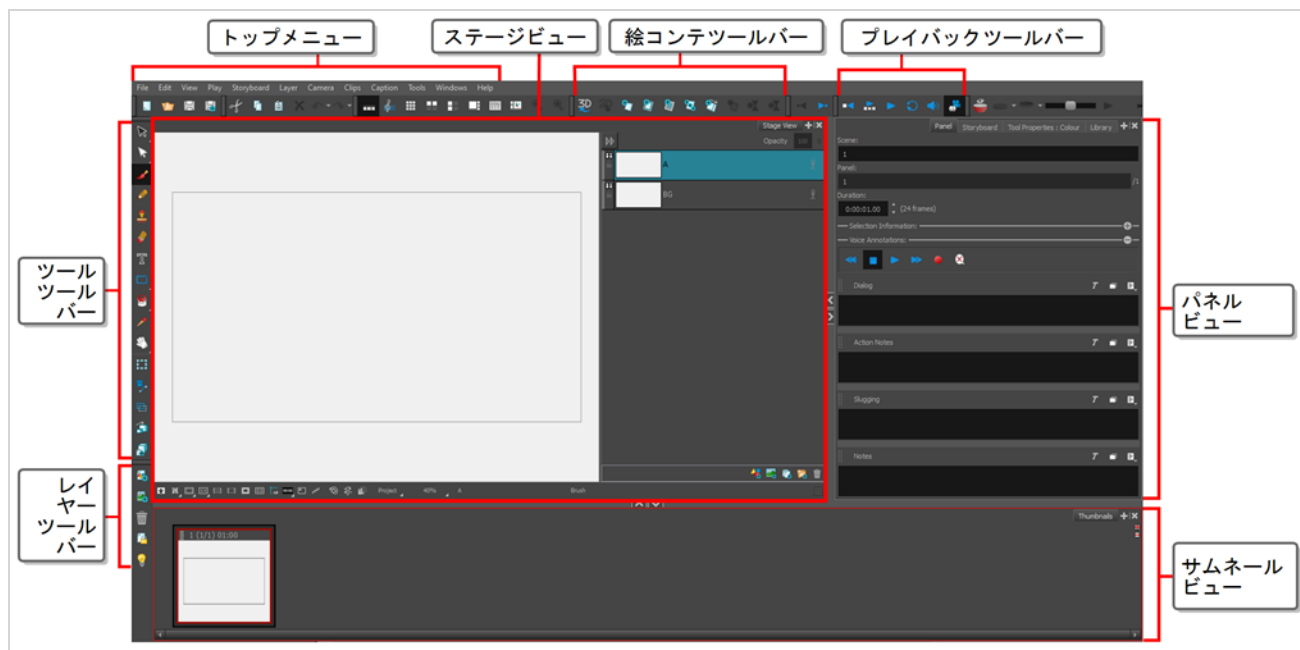 トップメニュー
ステージビュー
絵コンテツールバー
プレイバックツールバー
File Edit View Play Storyboard Layer Camera Clips Caption Tools Windows Help
3D
Stage View
Opacity
A
BG
Panel Storyboard Tool Properties : Colour Library
Scene:
1
Panel:
1
Duration:
0:00:01.00 (24 frames)
Selection Information:
Voice Annotations:
Dialog
Action Notes
Slugging
Notes
ツール
ツール
バー
パネル
ビュー
Project 40% A Brush
レイ
ヤー
ツール
バー
Thumbnails
1 (1/1) 01:00
サムネール
ビュー